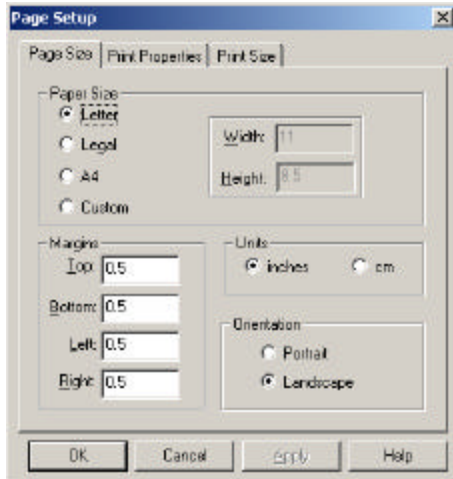 Page Setup
Page Size Print Properties Print Size
Paper Size
Letter
Legal
A4
Custom
Width: 11
Height: 8.5
Margins
Top: 0.5
Bottom: 0.5
Left: 0.5
Right: 0.5
Units
inches cm
Orientation
Portrait
Landscape
OK Cancel Apply Help